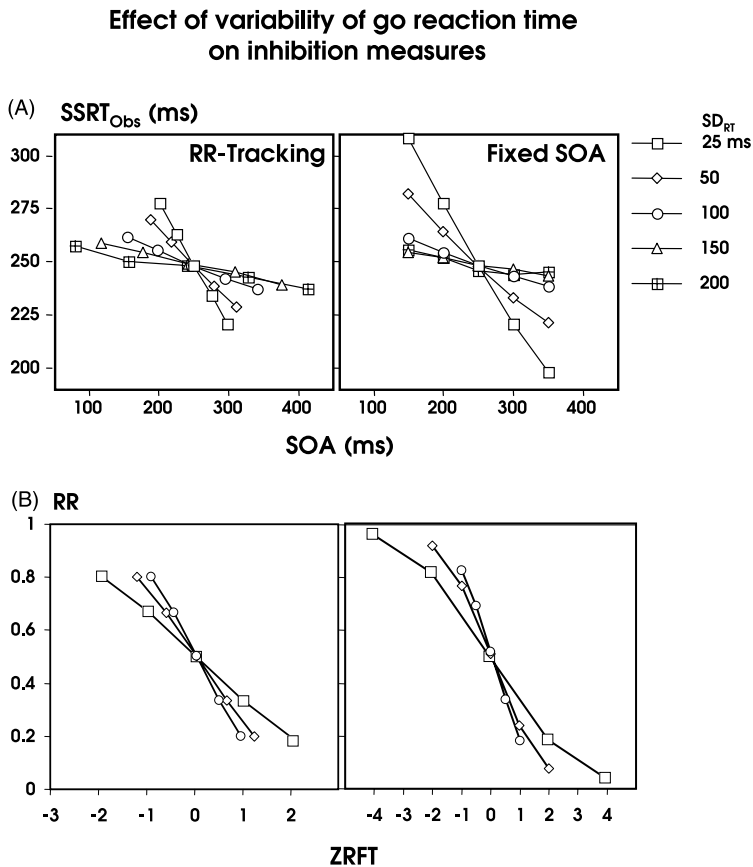 Effect of variability of go reaction time
on inhibition measures
(A) SSRTObs (ms)
RR-Tracking
Fixed SOA
SDRT
25 ms
50
100
150
200
300
275
250
225
200
100 200 300 400
100 200 300 400
SOA (ms)
(B) RR
1
0.8
0.6
0.4
0.2
0
-3 -2 -1 0 1 2
-4 -3 -2 -1 0 1 2 3 4
ZRFT